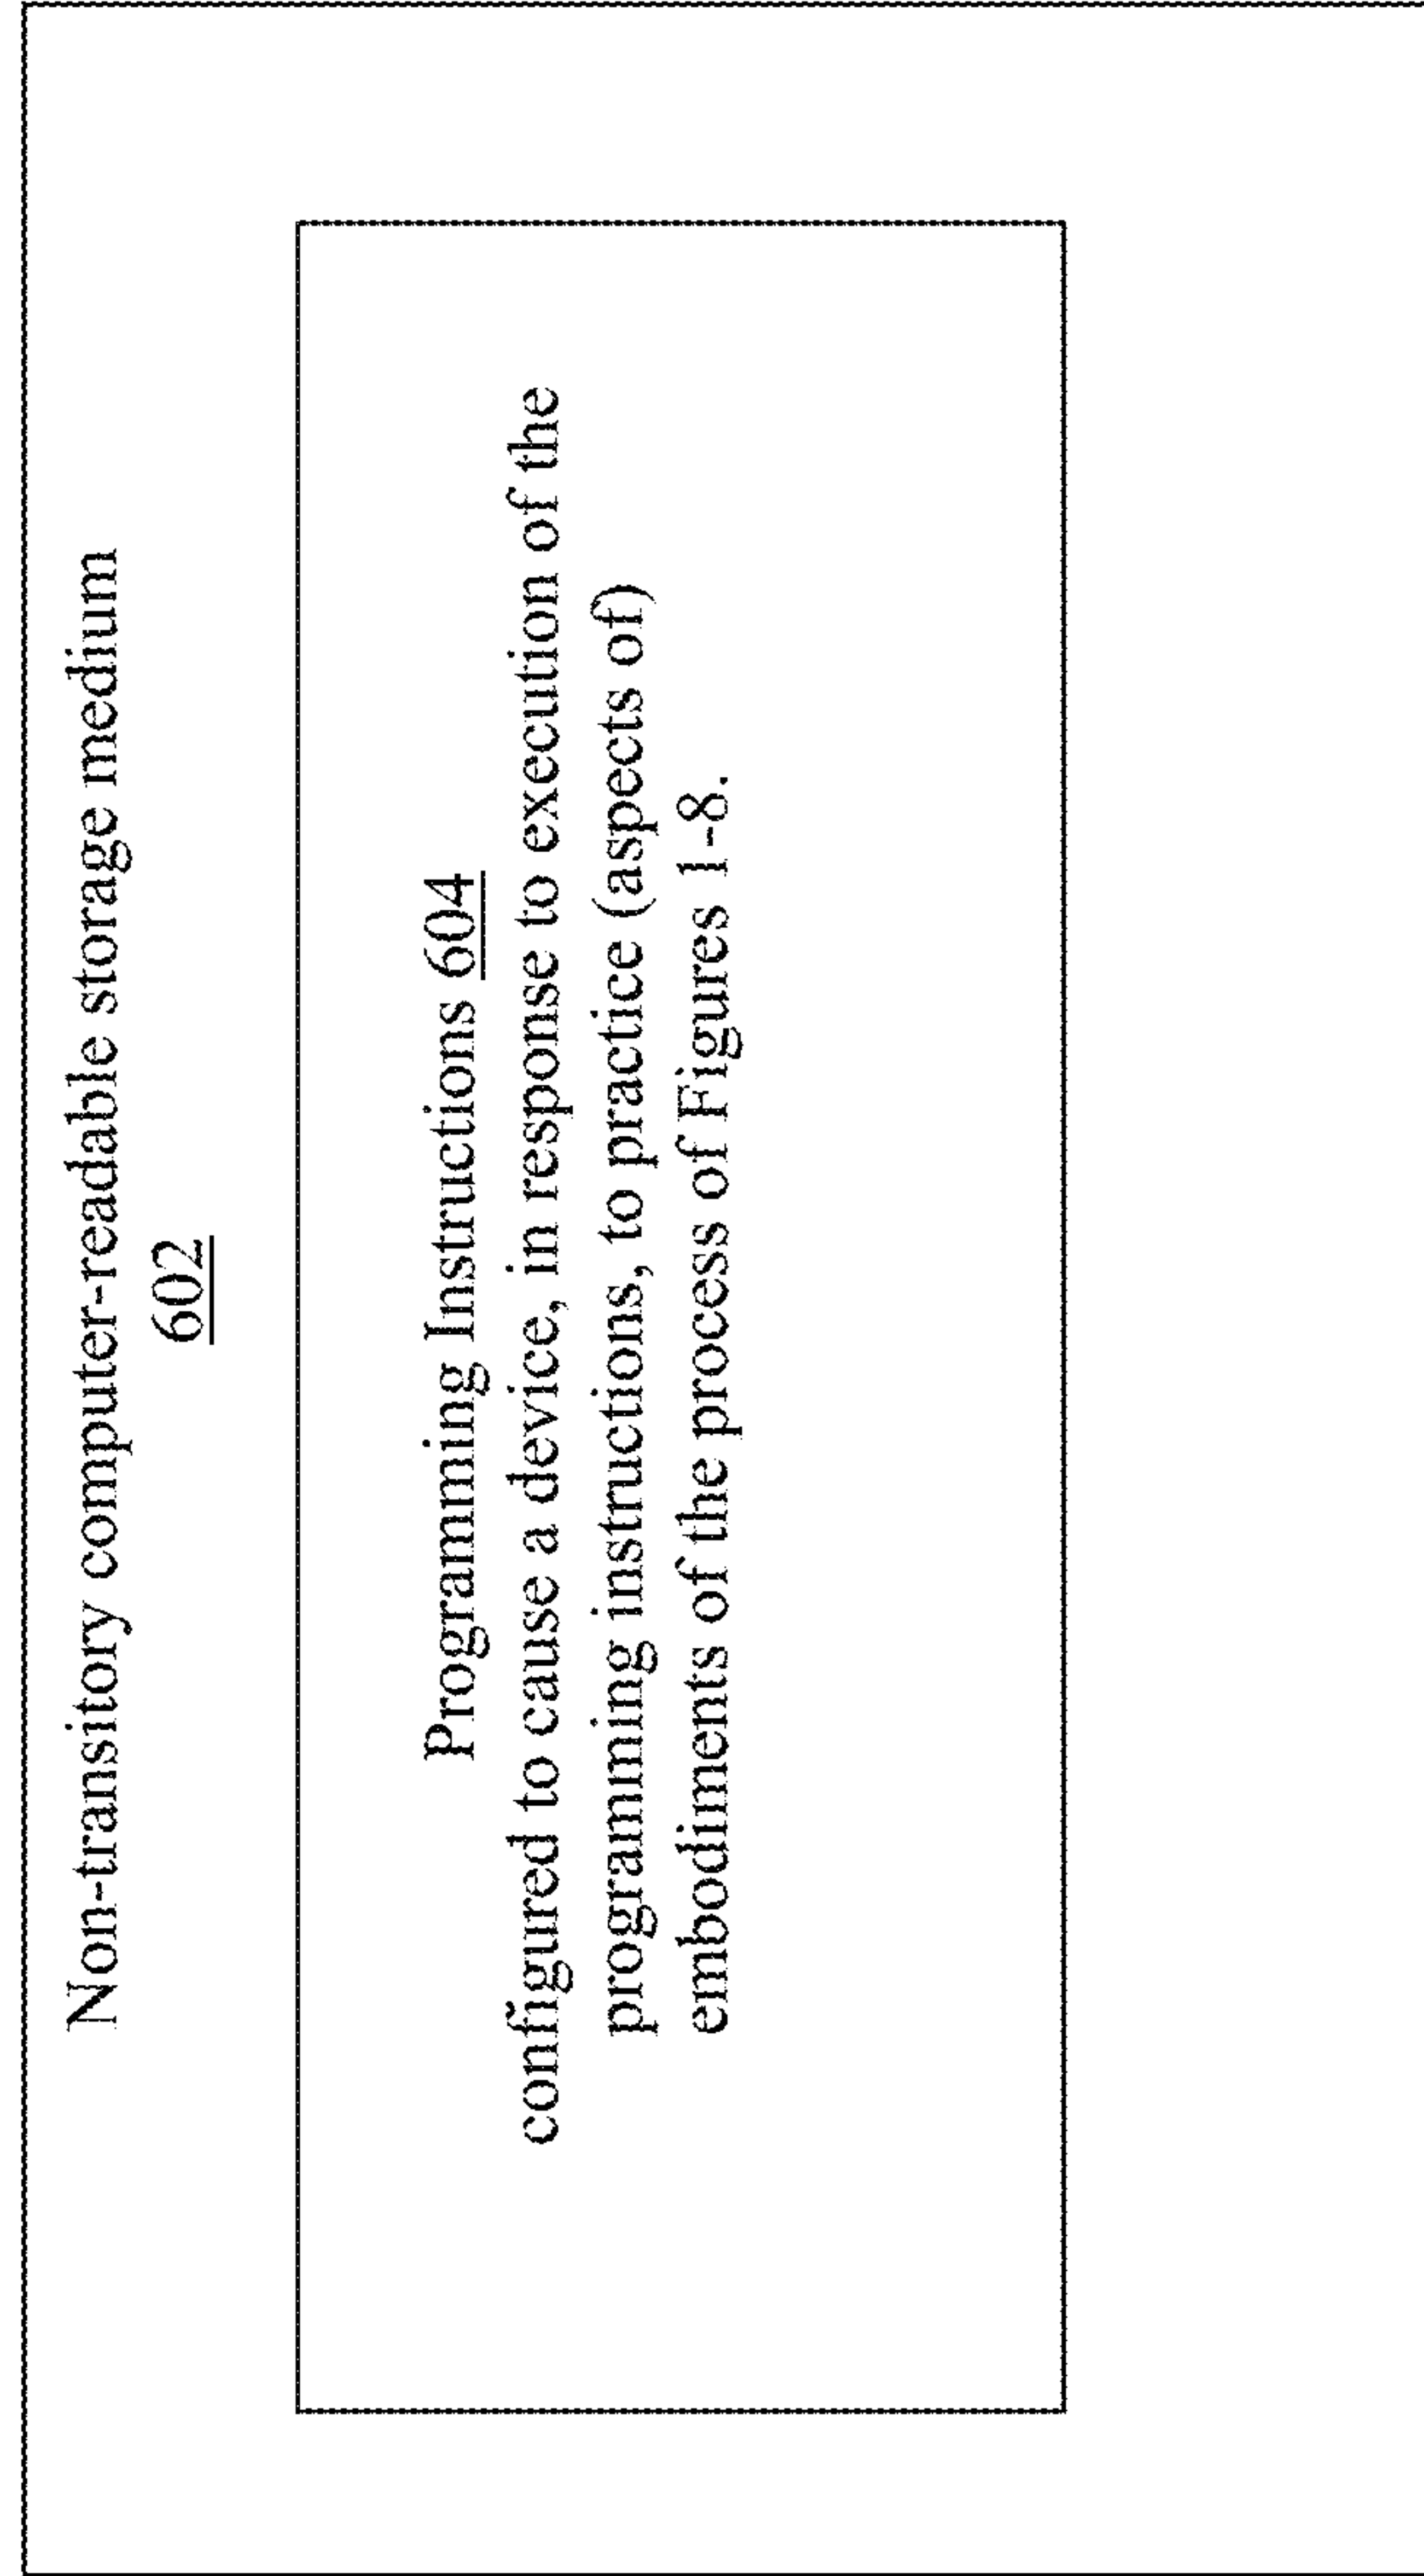 Non-transitory computer-readable storage medium
602
Programming Instructions 604
configured to cause a device, in response to execution of the
programming instructions, to practice (aspects of)
embodiments of the process of Figures 1-8.